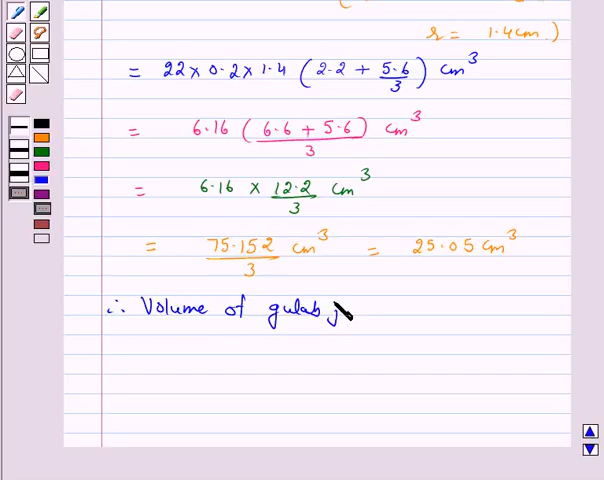 r = 1.4cm.)
= 22 x 0.2 x 1.4 ( 2.2 + 5.6/3 ) cm³
= 6.16 ( 6.6 + 5.6 / 3 ) cm³
= 6.16 x 12.2/3 cm³
= 75.152/3 cm³ = 25.05 cm³
∴ Volume of gulab j